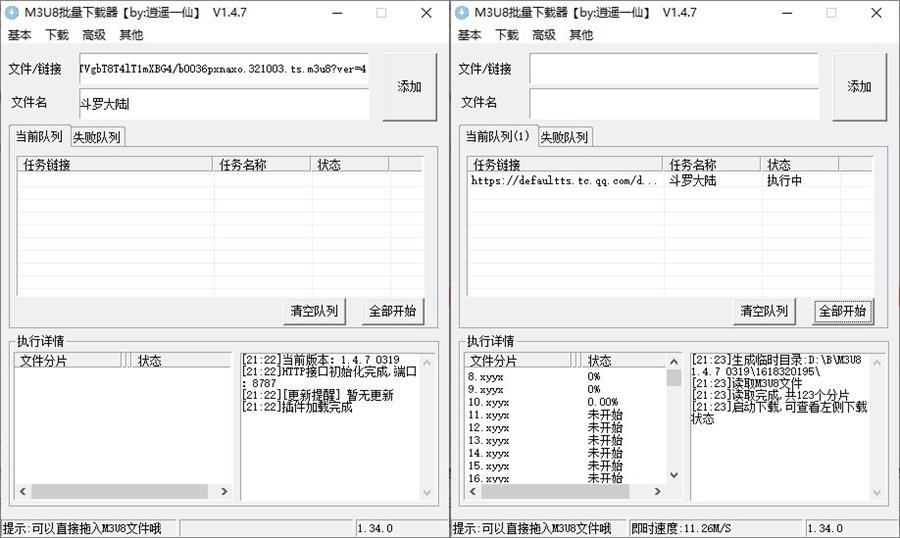 M3U8批量下载器【by:逍遥一仙】 V1.4.7
基本 下载 高级 其他
文件/链接 fVgbT8T4lT1mXBG4/b0036pxnaxo.321003.ts.m3u8?ver=4
添加
文件名 斗罗大陆
当前队列 失败队列
任务链接 任务名称 状态
清空队列 全部开始
执行详情
文件分片 状态
[21:22]当前版本: 1.4.7 0319
[21:22]HTTP接口初始化完成,端口
: 8787
[21:22][更新提醒] 暂无更新
[21:22]插件加载完成
提示:可以直接拖入M3U8文件哦 1.34.0
M3U8批量下载器【by:逍遥一仙】 V1.4.7
基本 下载 高级 其他
文件/链接
添加
文件名
当前队列(1) 失败队列
任务链接 任务名称 状态
https://defaultts.tc.qq.com/d... 斗罗大陆 执行中
清空队列 全部开始
执行详情
文件分片 状态
8.xyyx 0%
9.xyyx 0%
10.xyyx 0.00%
11.xyyx 未开始
12.xyyx 未开始
13.xyyx 未开始
14.xyyx 未开始
15.xyyx 未开始
16.xyyx 未开始
[21:23]生成临时目录:D:\B\M3U8
1.4.7 0319\1618320195\
[21:23]读取M3U8文件
[21:23]读取完成,共123个分片
[21:23]启动下载,可查看左侧下载
状态
提示:可以直接拖入M3U8文件哦 即时速度:11.26M/S 1.34.0